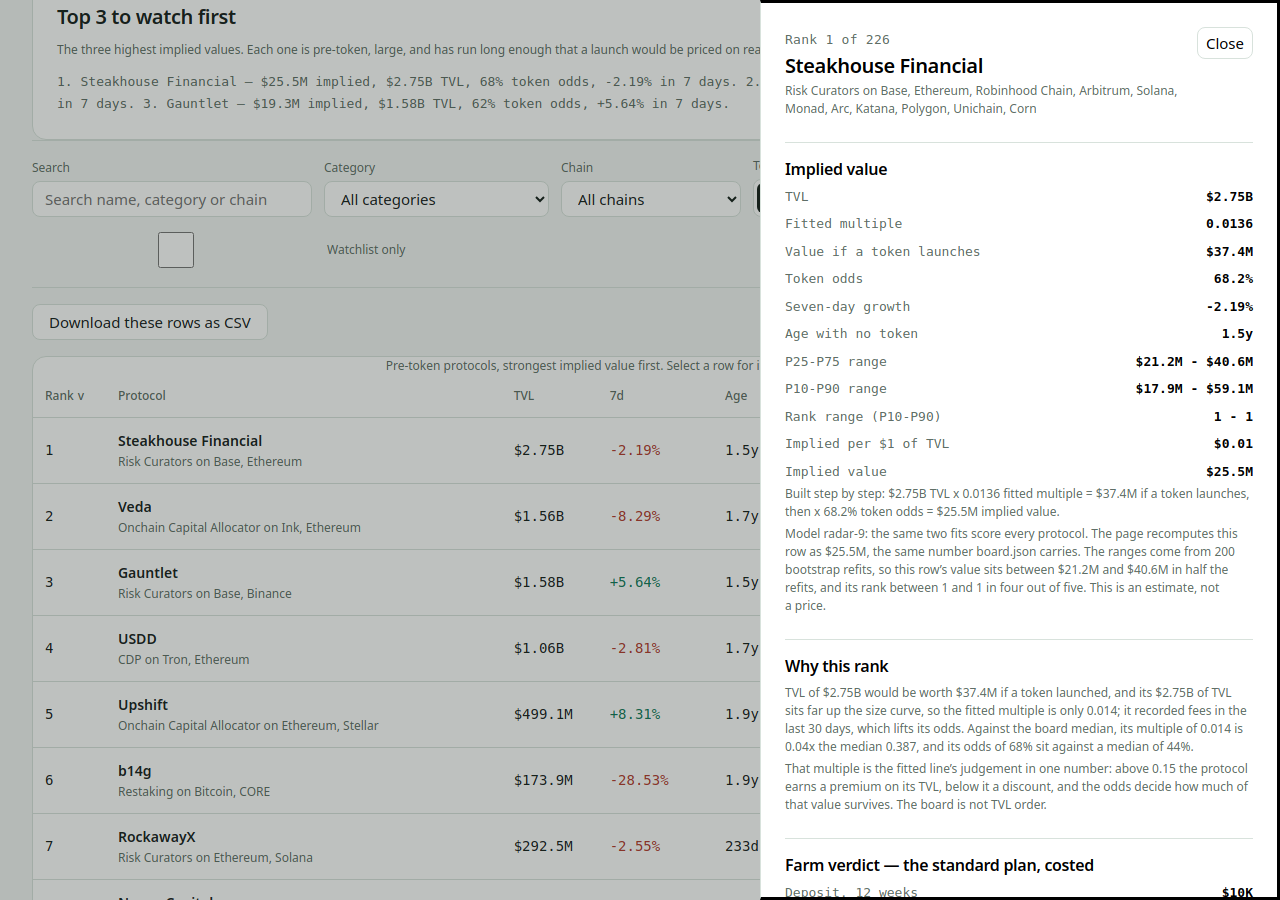 Top 3 to watch first
The three highest implied values. Each one is pre-token, large, and has run long enough that a launch would be priced on rea
1. Steakhouse Financial — $25.5M implied, $2.75B TVL, 68% token odds, -2.19% in 7 days. 2.
in 7 days. 3. Gauntlet — $19.3M implied, $1.58B TVL, 62% token odds, +5.64% in 7 days.
Search
Category
Chain
Search name, category or chain
All categories
All chains
Watchlist only
Download these rows as CSV
Pre-token protocols, strongest implied value first. Select a row for i
Rank v Protocol TVL 7d Age
1 Steakhouse Financial $2.75B -2.19% 1.5y
Risk Curators on Base, Ethereum
2 Veda $1.56B -8.29% 1.7y
Onchain Capital Allocator on Ink, Ethereum
3 Gauntlet $1.58B +5.64% 1.5y
Risk Curators on Base, Binance
4 USDD $1.06B -2.81% 1.7y
CDP on Tron, Ethereum
5 Upshift $499.1M +8.31% 1.9y
Onchain Capital Allocator on Ethereum, Stellar
6 b14g $173.9M -28.53% 1.9y
Restaking on Bitcoin, CORE
7 RockawayX $292.5M -2.55% 233d
Risk Curators on Ethereum, Solana
Rank 1 of 226
Close
Steakhouse Financial
Risk Curators on Base, Ethereum, Robinhood Chain, Arbitrum, Solana,
Monad, Arc, Katana, Polygon, Unichain, Corn
Implied value
TVL $2.75B
Fitted multiple 0.0136
Value if a token launches $37.4M
Token odds 68.2%
Seven-day growth -2.19%
Age with no token 1.5y
P25-P75 range $21.2M - $40.6M
P10-P90 range $17.9M - $59.1M
Rank range (P10-P90) 1 - 1
Implied per $1 of TVL $0.01
Implied value $25.5M
Built step by step: $2.75B TVL x 0.0136 fitted multiple = $37.4M if a token launches,
then x 68.2% token odds = $25.5M implied value.
Model radar-9: the same two fits score every protocol. The page recomputes this
row as $25.5M, the same number board.json carries. The ranges come from 200
bootstrap refits, so this row’s value sits between $21.2M and $40.6M in half the
refits, and its rank between 1 and 1 in four out of five. This is an estimate, not
a price.
Why this rank
TVL of $2.75B would be worth $37.4M if a token launched, and its $2.75B of TVL
sits far up the size curve, so the fitted multiple is only 0.014; it recorded fees in the
last 30 days, which lifts its odds. Against the board median, its multiple of 0.014 is
0.04x the median 0.387, and its odds of 68% sit against a median of 44%.
That multiple is the fitted line’s judgement in one number: above 0.15 the protocol
earns a premium on its TVL, below it a discount, and the odds decide how much of
that value survives. The board is not TVL order.
Farm verdict — the standard plan, costed
Deposit, 12 weeks $10K